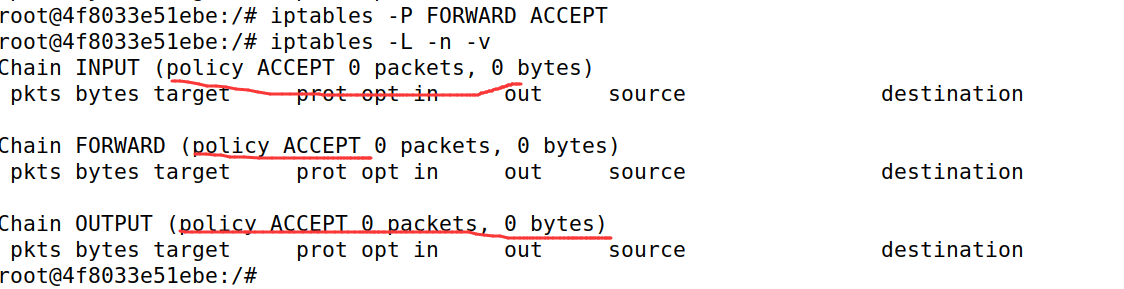 root@4f8033e51ebe:/# iptables -P FORWARD ACCEPT
root@4f8033e51ebe:/# iptables -L -n -v
Chain INPUT (policy ACCEPT 0 packets, 0 bytes)
pkts bytes target prot opt in out source destination
Chain FORWARD (policy ACCEPT 0 packets, 0 bytes)
pkts bytes target prot opt in out source destination
Chain OUTPUT (policy ACCEPT 0 packets, 0 bytes)
pkts bytes target prot opt in out source destination
root@4f8033e51ebe:/#